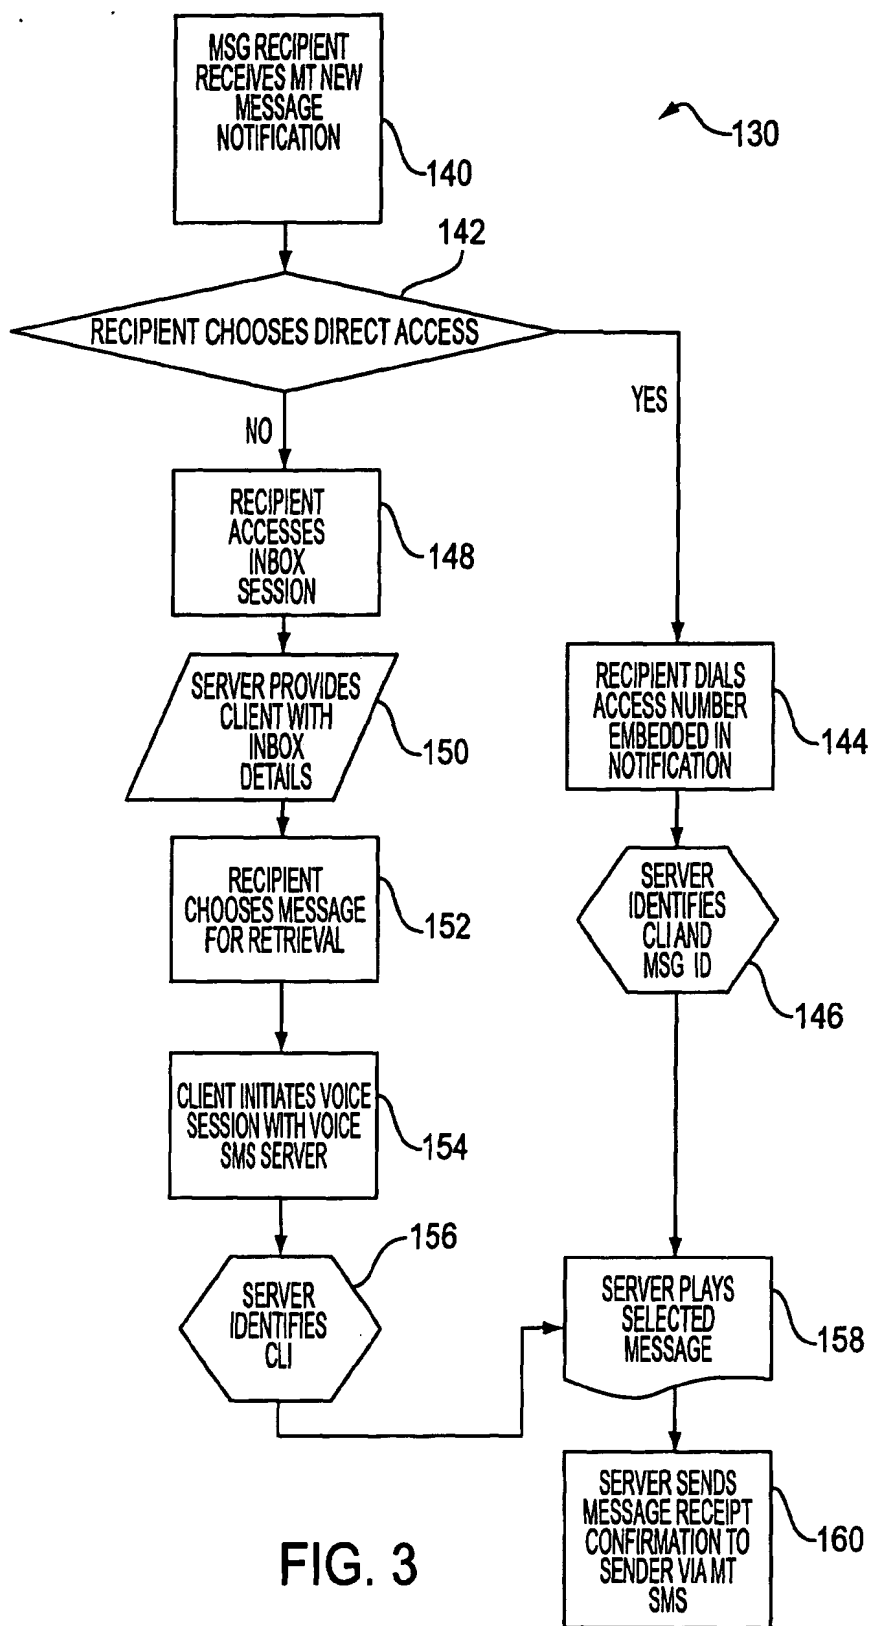 MSG RECIPIENT
RECEIVES MT NEW
MESSAGE
NOTIFICATION
140
130
142
RECIPIENT CHOOSES DIRECT ACCESS
YES
NO
RECIPIENT
ACCESSES
INBOX
SESSION
148
SERVER PROVIDES
CLIENT WITH
INBOX
DETAILS
150
RECIPIENT DIALS
ACCESS NUMBER
EMBEDDED IN
NOTIFICATION
144
RECIPIENT
CHOOSES MESSAGE
FOR RETRIEVAL
152
SERVER
IDENTIFIES
CLI AND
MSG ID
146
CLIENT INITIATES VOICE
SESSION WITH VOICE
SMS SERVER
154
156
SERVER
IDENTIFIES
CLI
SERVER PLAYS
SELECTED
MESSAGE
158
SERVER SENDS
MESSAGE RECEIPT
CONFIRMATION TO
SENDER VIA MT
SMS
160
FIG. 3